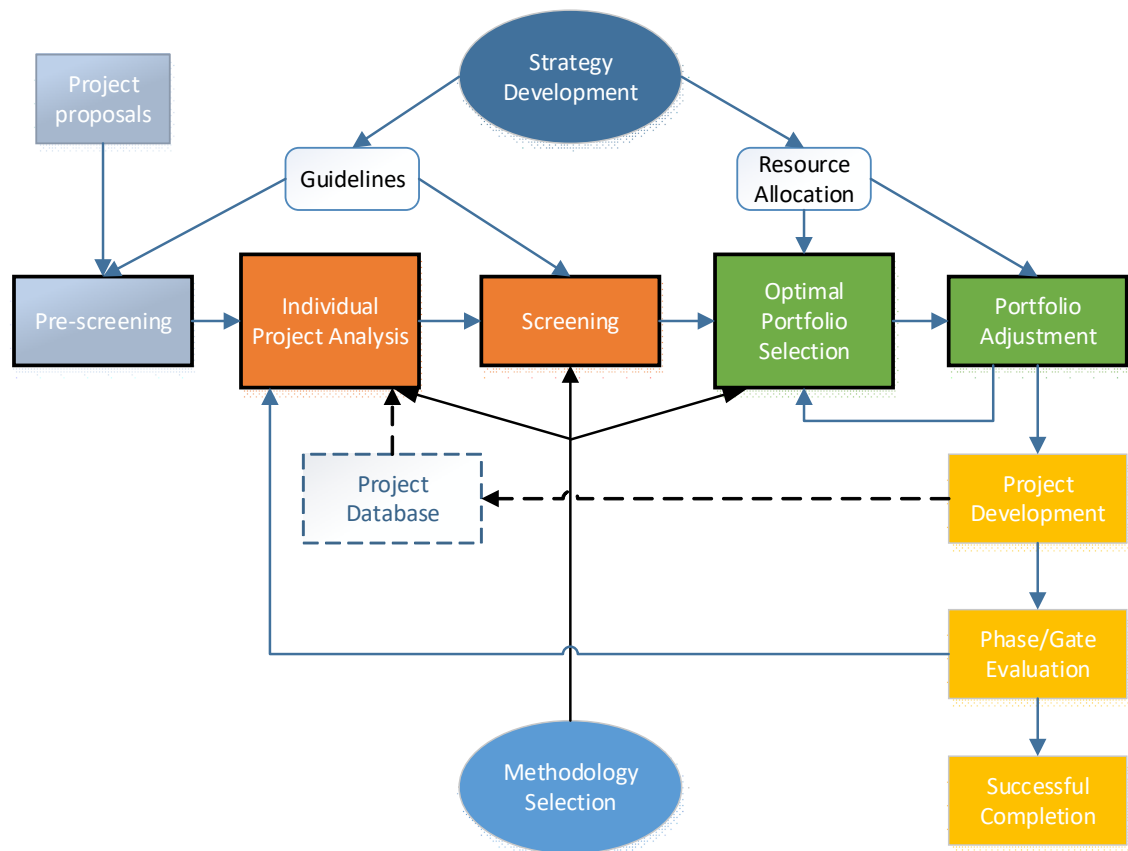 Project
proposals
Strategy
Development
Guidelines
Resource
Allocation
Pre-screening
Individual
Project Analysis
Screening
Optimal
Portfolio
Selection
Portfolio
Adjustment
Project
Database
Project
Development
Phase/Gate
Evaluation
Methodology
Selection
Successful
Completion